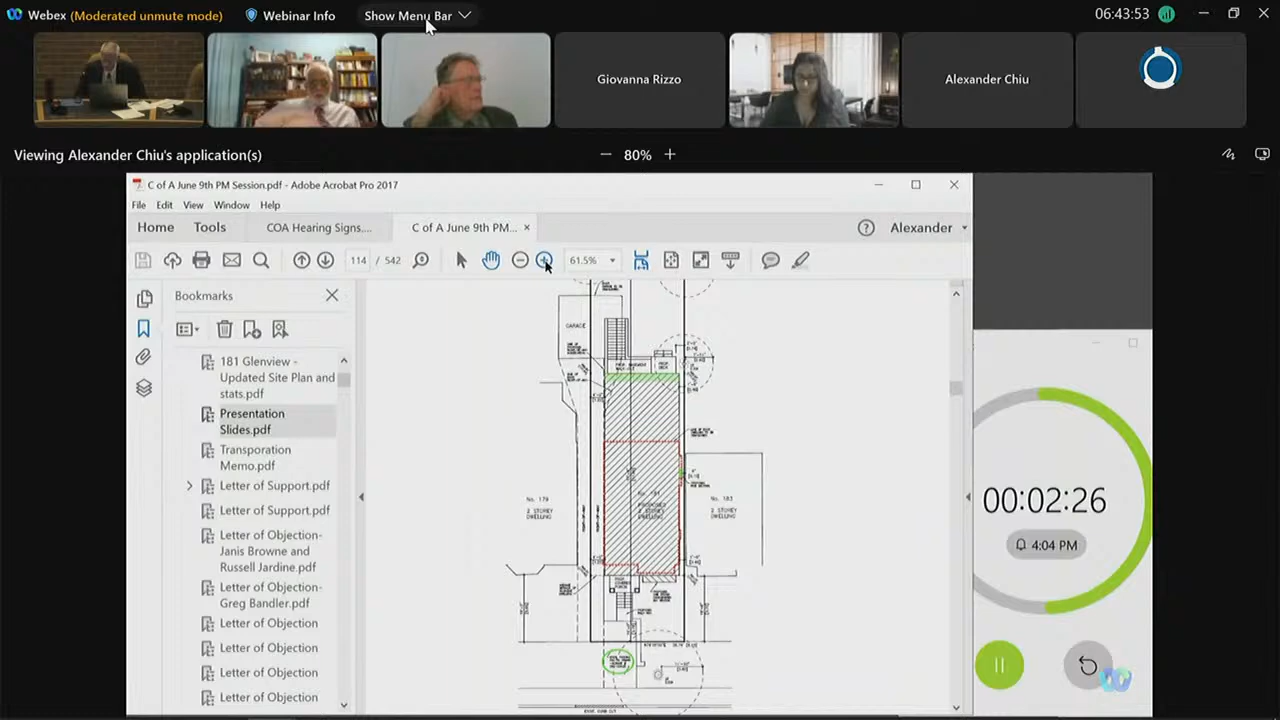 Webex (Moderated unmute mode) Webinar Info Show Menu Bar 06:43:53
Giovanna Rizzo
Alexander Chiu
Viewing Alexander Chiu's application(s)
80%
C of A June 9th PM Session.pdf - Adobe Acrobat Pro 2017
File Edit View Window Help
Home Tools COA Hearing Signs.... C of A June 9th PM... × Alexander
114 / 542 61.5%
Bookmarks
181 Glenview -
Updated Site Plan and
stats.pdf
Presentation
Slides.pdf
Transporation
Memo.pdf
Letter of Support.pdf
Letter of Support.pdf
Letter of Objection-
Janis Browne and
Russell Jardine.pdf
Letter of Objection-
Greg Bandler.pdf
Letter of Objection
Letter of Objection
Letter of Objection
Letter of Objection
GARAGE
No. 179
2 STOREY
DWELLING
No. 181
2 STOREY
DWELLING
No. 183
2 STOREY
DWELLING
00:02:26
4:04 PM